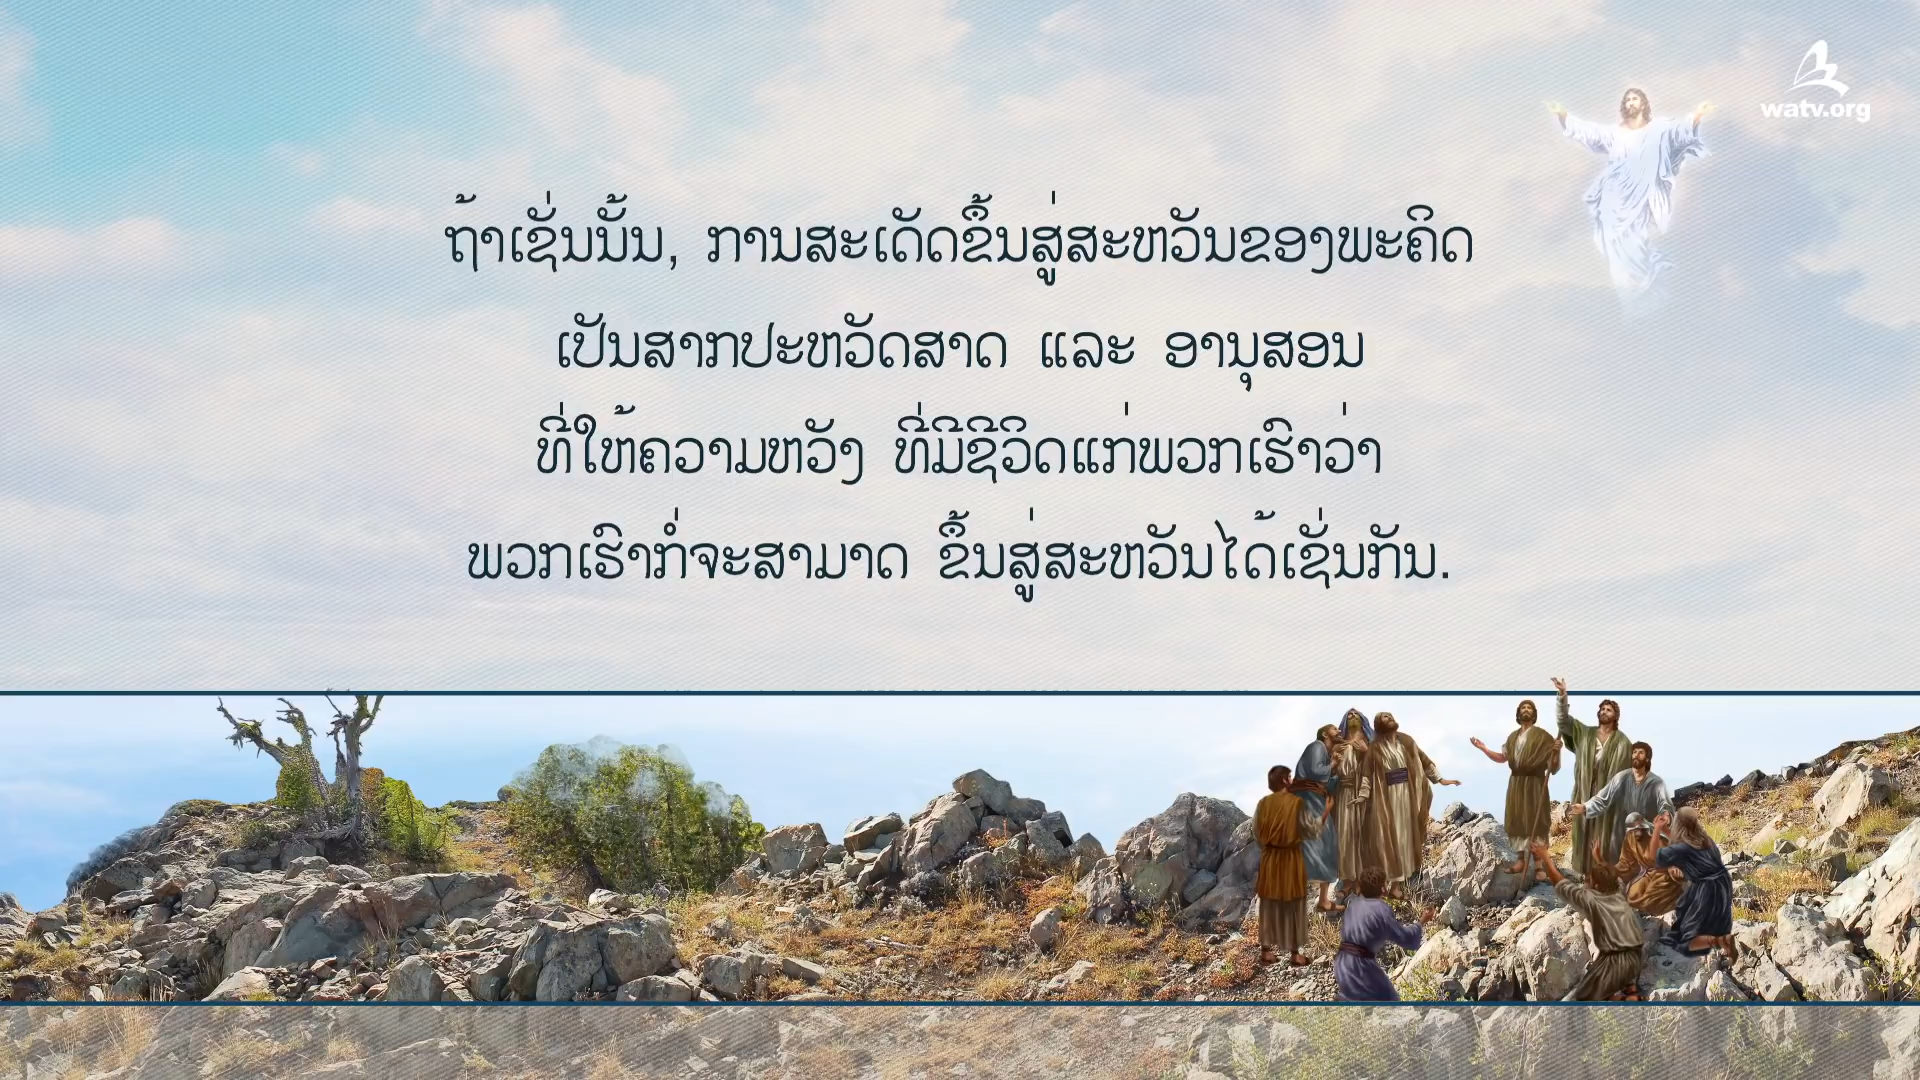 watv.org
ຖ້າເຊັ່ນນັ້ນ, ການສະເດັດຂຶ້ນສູ່ສະຫວັນຂອງພະຄິດ
ເປັນສາກປະຫວັດສາດ ແລະ ອານຸສອນ
ທີ່ໃຫ້ຄວາມຫວັງ ທີ່ມີຊີວິດແກ່ພວກເຮົາວ່າ
ພວກເຮົາກໍ່ຈະສາມາດ ຂຶ້ນສູ່ສະຫວັນໄດ້ເຊັ່ນກັນ.